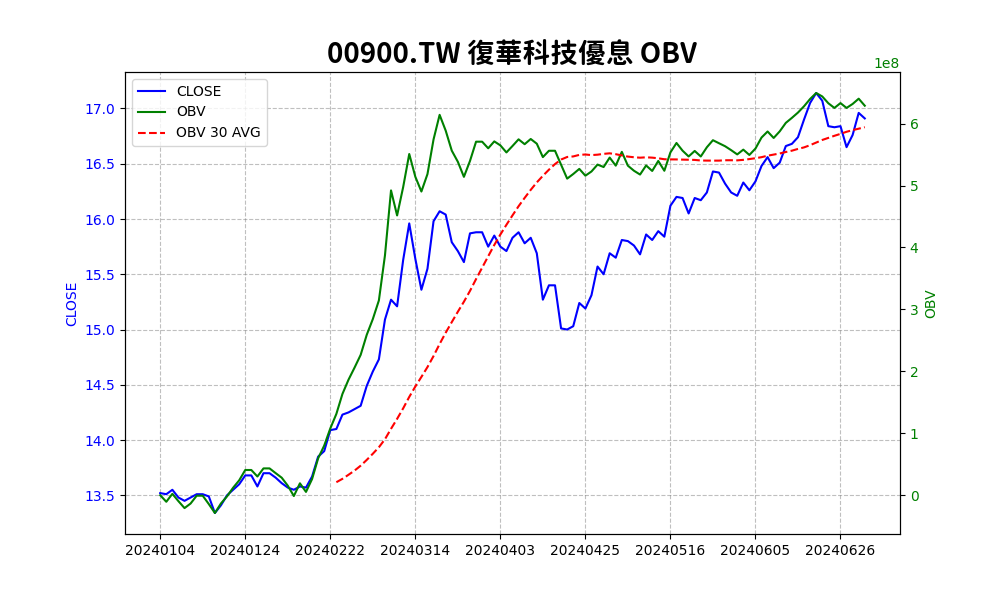 00900.TW 復華科技優息 OBV
1e8
CLOSE
OBV
OBV 30 AVG
17.0
16.5
16.0
15.5
15.0
14.5
14.0
13.5
CLOSE
6
5
4
3
2
1
0
OBV
20240104 20240124 20240222 20240314 20240403 20240425 20240516 20240605 20240626